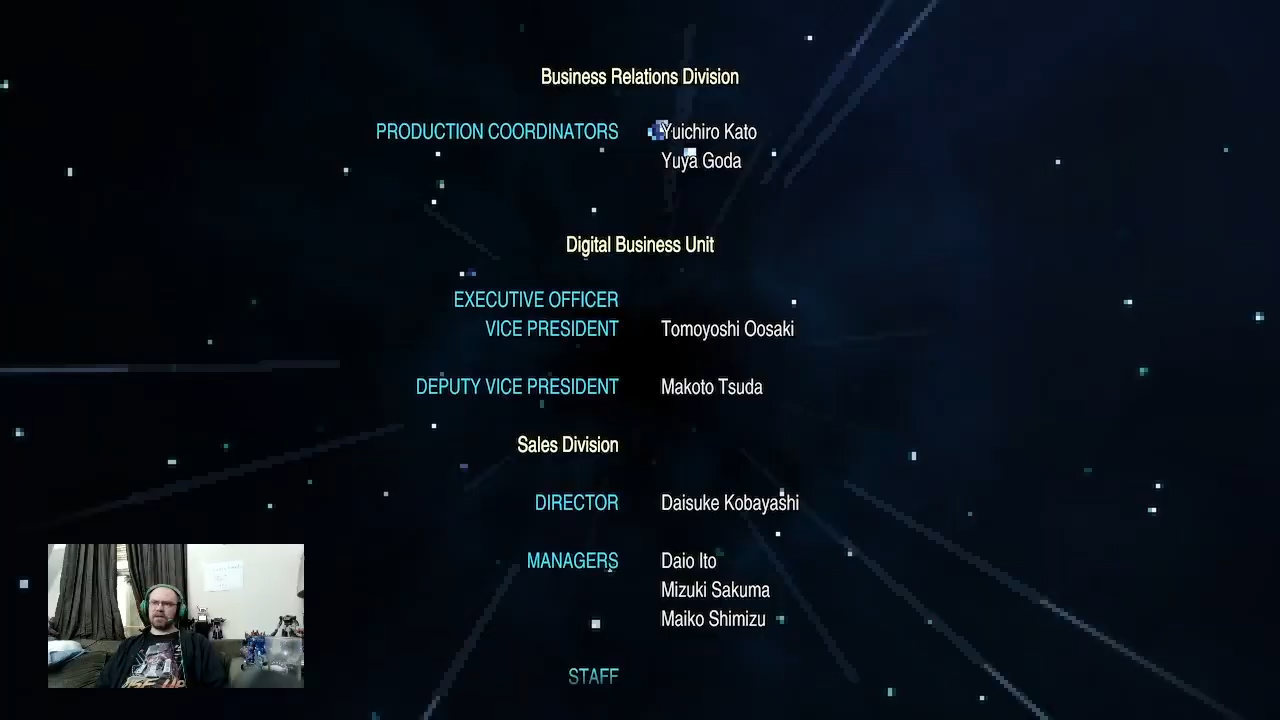 Business Relations Division
PRODUCTION COORDINATORS Yuichiro Kato
Yuya Goda
Digital Business Unit
EXECUTIVE OFFICER
VICE PRESIDENT Tomoyoshi Oosaki
DEPUTY VICE PRESIDENT Makoto Tsuda
Sales Division
DIRECTOR Daisuke Kobayashi
MANAGERS Daio Ito
Mizuki Sakuma
Maiko Shimizu
STAFF